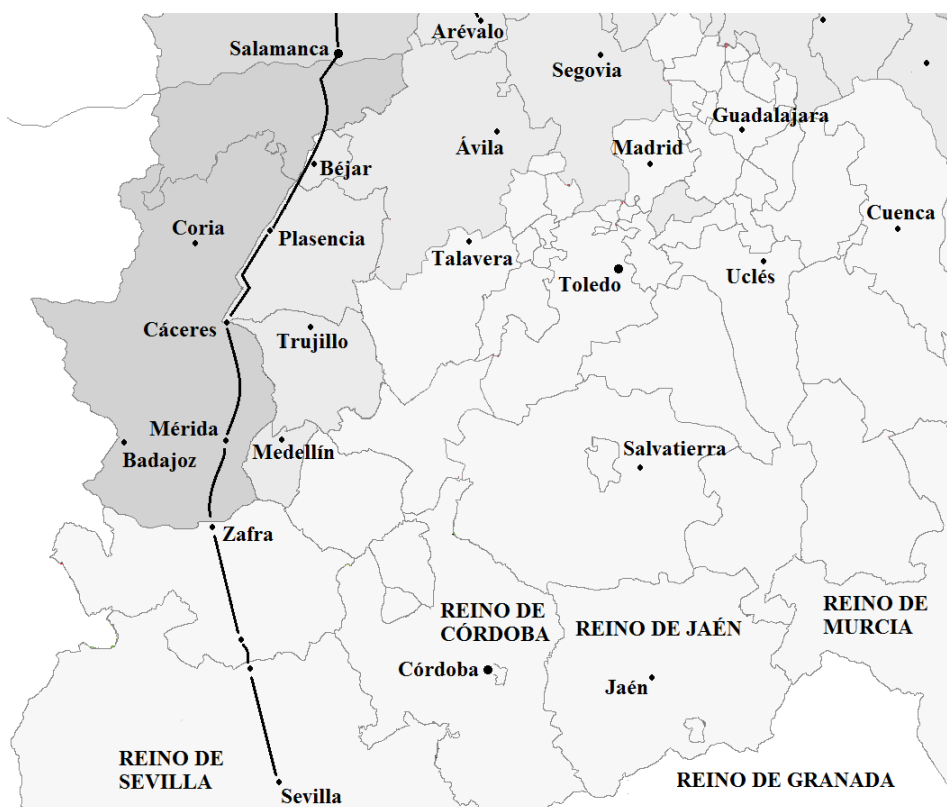 Arévalo
Salamanca
Segovia
Guadalajara
Ávila
Madrid
Béjar
Cuenca
Coria
Plasencia
Talavera
Toledo
Uclés
Cáceres
Trujillo
Mérida
Badajoz
Medellín
Salvatierra
Zafra
REINO DE
CÓRDOBA
REINO DE JAÉN
REINO DE
MURCIA
Córdoba
Jaén
REINO DE
SEVILLA
REINO DE GRANADA
Sevilla